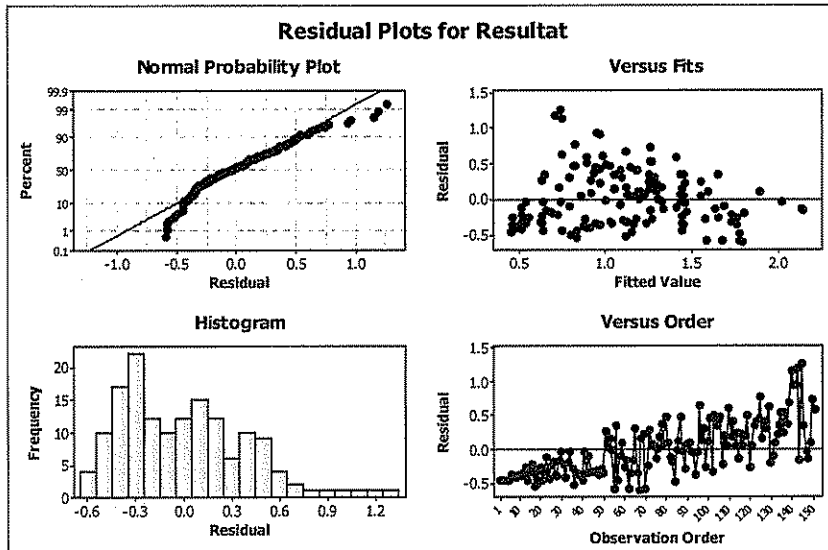 Residual Plots for Resultat
Normal Probability Plot
99.9
99
90
50
10
1
0.1
Percent
-1.0 -0.5 0.0 0.5 1.0
Residual
Versus Fits
1.5
1.0
0.5
0.0
-0.5
Residual
0.5 1.0 1.5 2.0
Fitted Value
Histogram
20
15
10
5
0
Frequency
-0.6 -0.3 0.0 0.3 0.6 0.9 1.2
Residual
Versus Order
1.5
1.0
0.5
0.0
-0.5
Residual
1 10 20 30 40 50 60 70 80 90 100 110 120 130 140 150
Observation Order